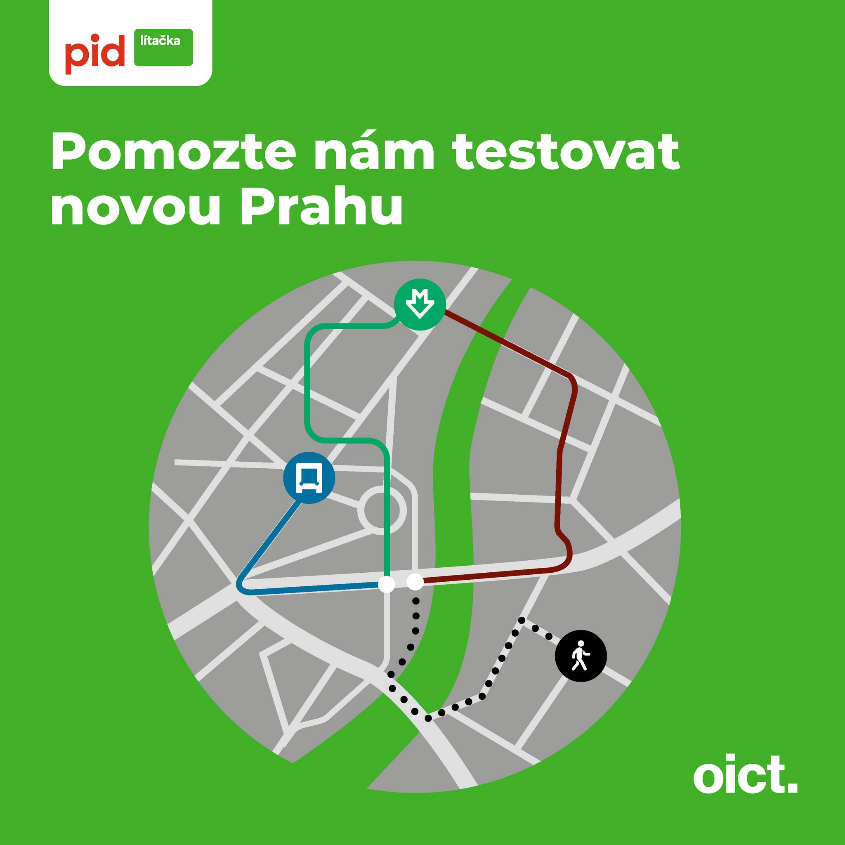 pid
lítačka
Pomozte nám testovat
novou Prahu
M
oict.